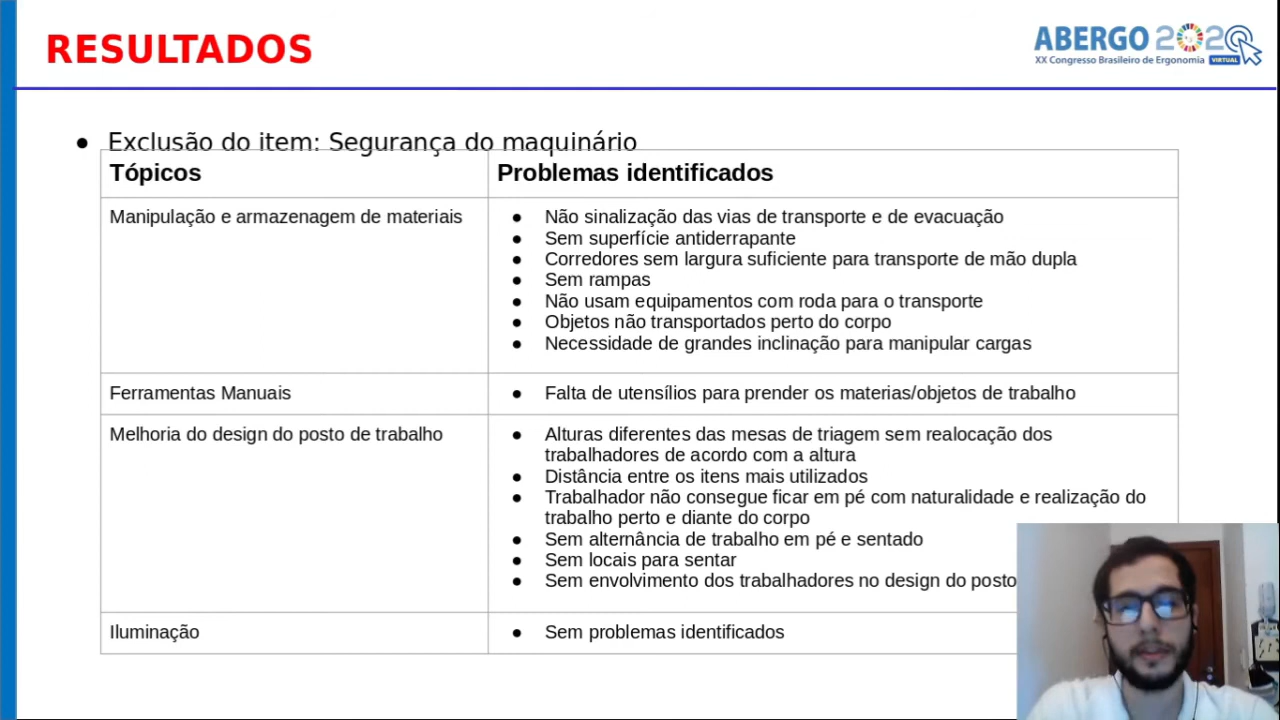 RESULTADOS
ABERGO 2020
XX Congresso Brasileiro de Ergonomia VIRTUAL
● Exclusão do item: Segurança do maquinário
Tópicos
Problemas identificados
Manipulação e armazenagem de materiais
● Não sinalização das vias de transporte e de evacuação
● Sem superfície antiderrapante
● Corredores sem largura suficiente para transporte de mão dupla
● Sem rampas
● Não usam equipamentos com roda para o transporte
● Objetos não transportados perto do corpo
● Necessidade de grandes inclinação para manipular cargas
Ferramentas Manuais
● Falta de utensílios para prender os materias/objetos de trabalho
Melhoria do design do posto de trabalho
● Alturas diferentes das mesas de triagem sem realocação dos
trabalhadores de acordo com a altura
● Distância entre os itens mais utilizados
● Trabalhador não consegue ficar em pé com naturalidade e realização do
trabalho perto e diante do corpo
● Sem alternância de trabalho em pé e sentado
● Sem locais para sentar
● Sem envolvimento dos trabalhadores no design do posto
Iluminação
● Sem problemas identificados